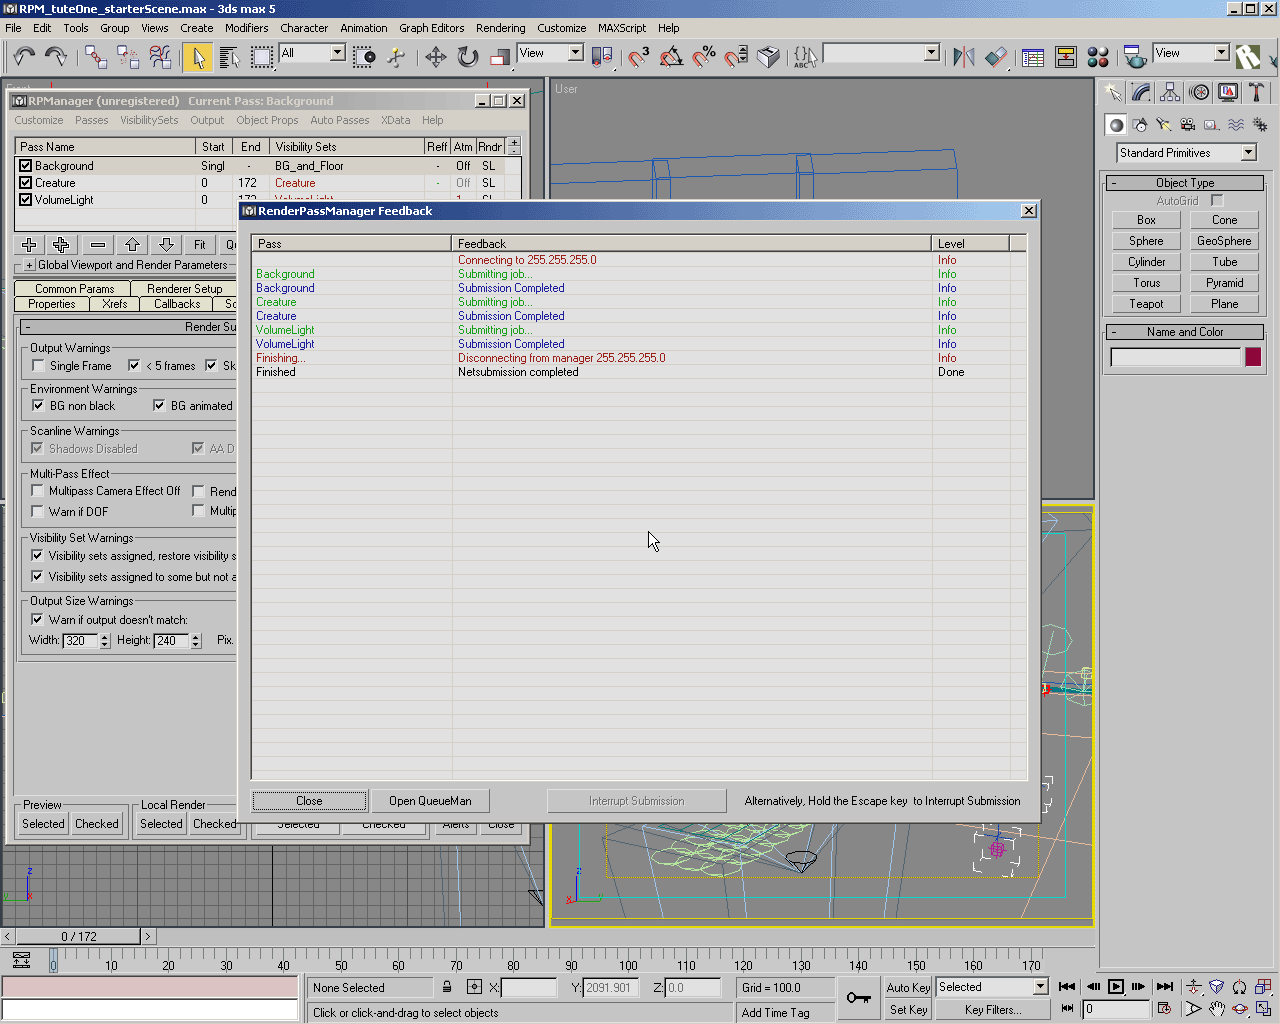 RPM_tuteOne_starterScene.max - 3ds max 5
File Edit Tools Group Views Create Modifiers Character reactor Animation Graph Editors Rendering Customize MAXScript Help
All View View
RPManager (unregistered) Current Pass: Background
Customize Passes VisibilitySets Output Object Props Auto Passes XData Help
Pass Name Start End Visibility Sets Reff Atm Rndr
Background Singl - BG_and_Floor - Off SL
Creature 0 172 Creature - Off SL
VolumeLight 0 172 VolumeLight - 1 SL
Fit
Global Viewport and Render Parameters
Common Params Renderer Setup
Properties Xrefs Callbacks
Output Warnings
Single Frame < 5 frames
Environment Warnings
BG non black BG animated
Scanline Warnings
Shadows Disabled AA D
Multi-Pass Effect
Multipass Camera Effect Off Rend
Warn if DOF Multip
Visibility Set Warnings
Visibility sets assigned, restore visibility s
Visibility sets assigned to some but not a
Output Size Warnings
Warn if output doesn't match:
Width: 320 Height: 240 Pix.
Preview Local Render
Selected Checked Selected Checked Selected Checked Alerts Close
User
RenderPassManager Feedback
Pass Feedback Level
Connecting to 255.255.255.0 Info
Background Submitting job... Info
Background Submission Completed Info
Creature Submitting job... Info
Creature Submission Completed Info
VolumeLight Submitting job... Info
VolumeLight Submission Completed Info
Finishing... Disconnecting from manager 255.255.255.0 Info
Finished Netsubmission completed Done
Close Open QueueMan Interrupt Submission Alternatively, Hold the Escape key to Interrupt Submission
Standard Primitives
Object Type
AutoGrid
Box Cone
Sphere GeoSphere
Cylinder Tube
Torus Pyramid
Teapot Plane
Name and Color
z
y x
z
x y
< 0 / 172 >
0 10 20 30 40 50 60 70 80 90 100 110 120 130 140 150 160 170
None Selected X: Y: 2091.901 Z: 0.0 Grid = 100.0 Auto Key Selected
Click or click-and-drag to select objects Add Time Tag Set Key Key Filters... 0